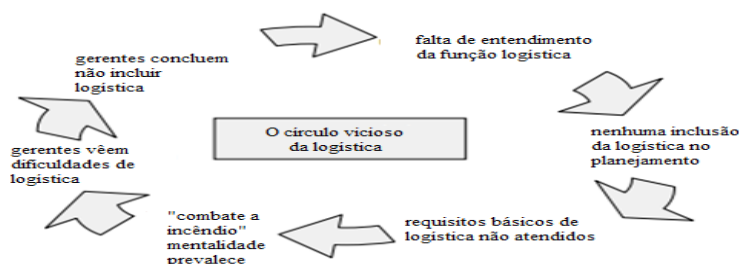 falta de entendimento
da função logística
nenhuma inclusão
da logística no
planejamento
requisitos básicos de
logística não atendidos
"combate a
incêndio"
mentalidade
prevalece
gerentes vêem
dificuldades de
logística
gerentes concluem
não incluir
logística
O circulo vicioso
da logística